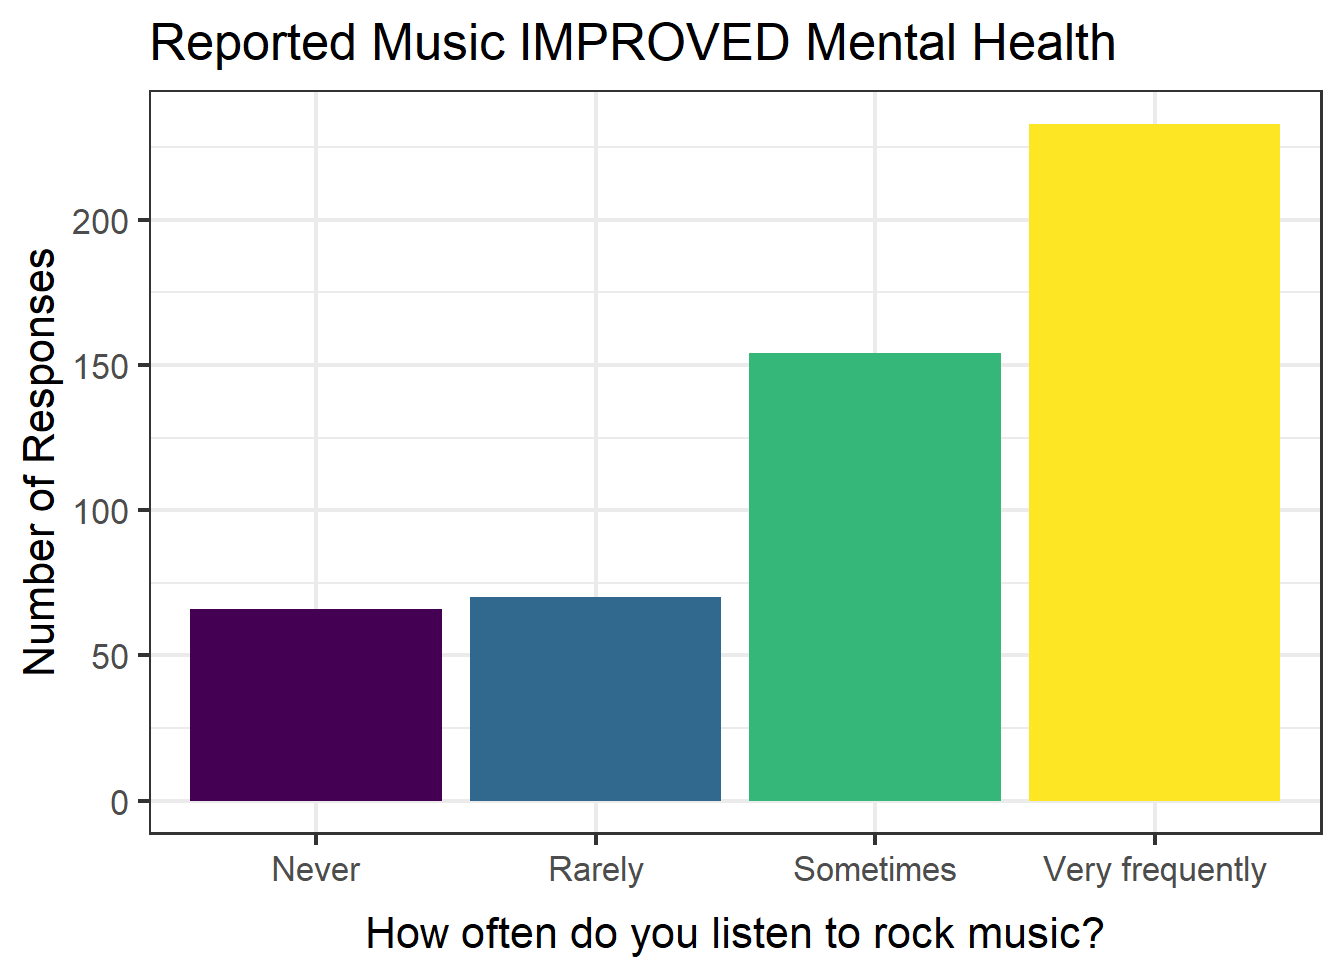 Reported Music IMPROVED Mental Health
Number of Responses
200
150
100
50
0
Never
Rarely
Sometimes
Very frequently
How often do you listen to rock music?